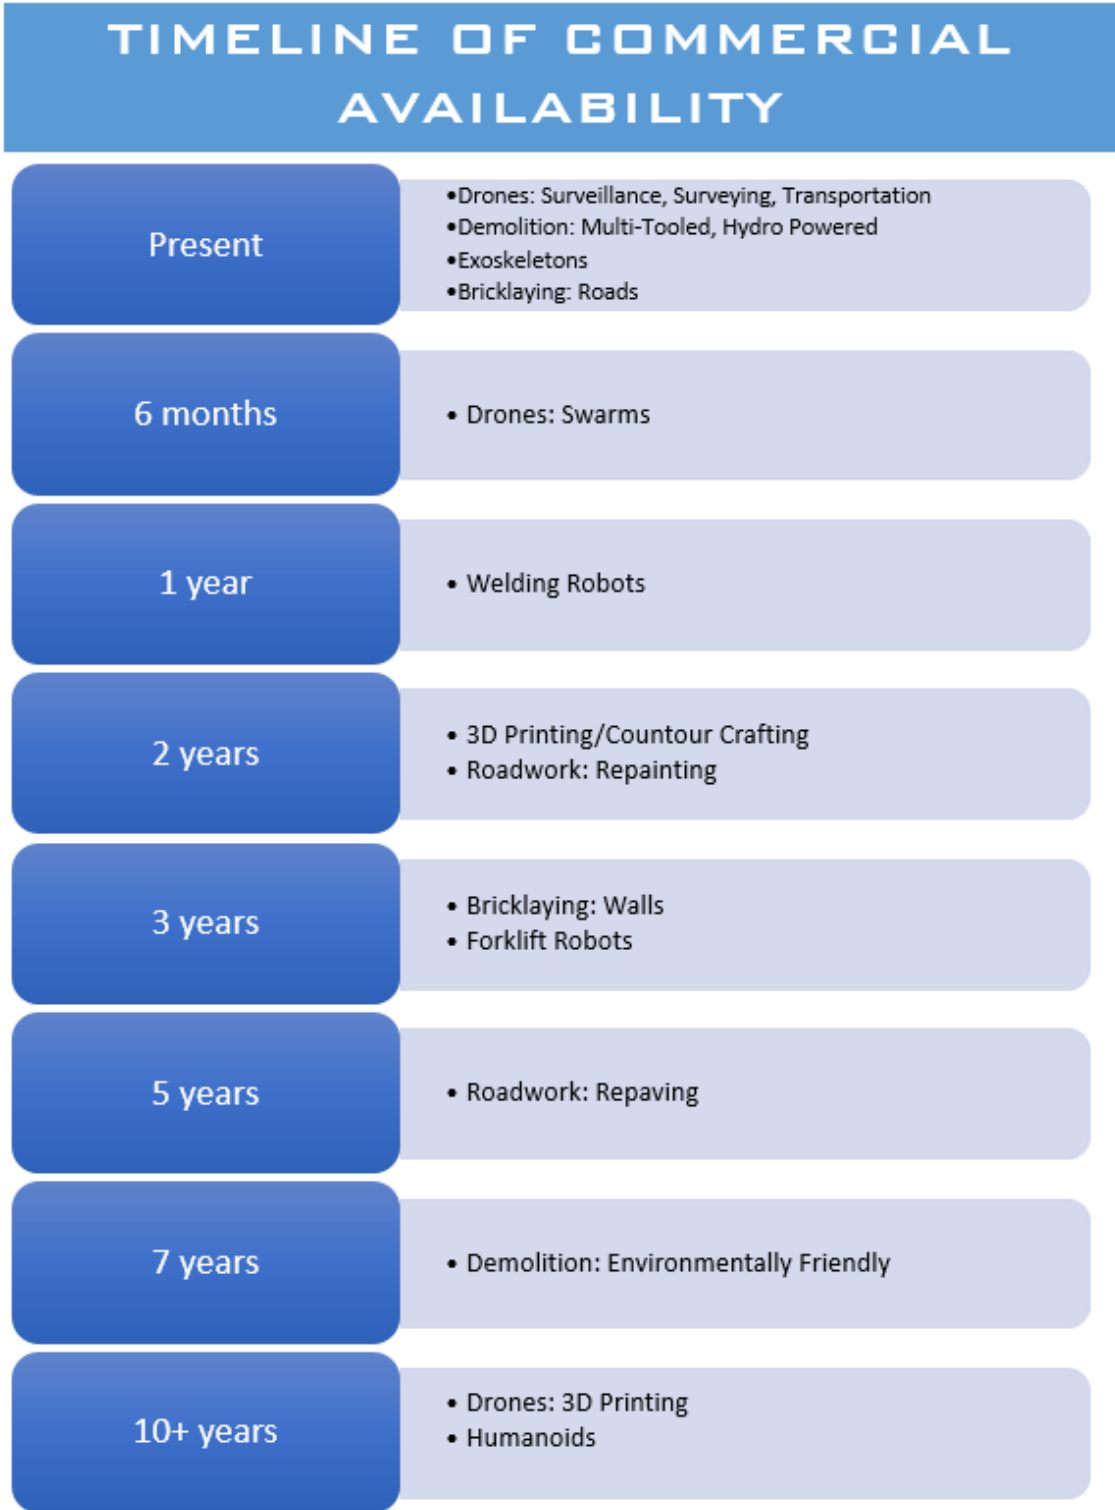 TIMELINE OF COMMERCIAL
AVAILABILITY
Present
•Drones: Surveillance, Surveying, Transportation
•Demolition: Multi-Tooled, Hydro Powered
•Exoskeletons
•Bricklaying: Roads
6 months
• Drones: Swarms
1 year
• Welding Robots
2 years
• 3D Printing/Countour Crafting
• Roadwork: Repainting
3 years
• Bricklaying: Walls
• Forklift Robots
5 years
• Roadwork: Repaving
7 years
• Demolition: Environmentally Friendly
10+ years
• Drones: 3D Printing
• Humanoids